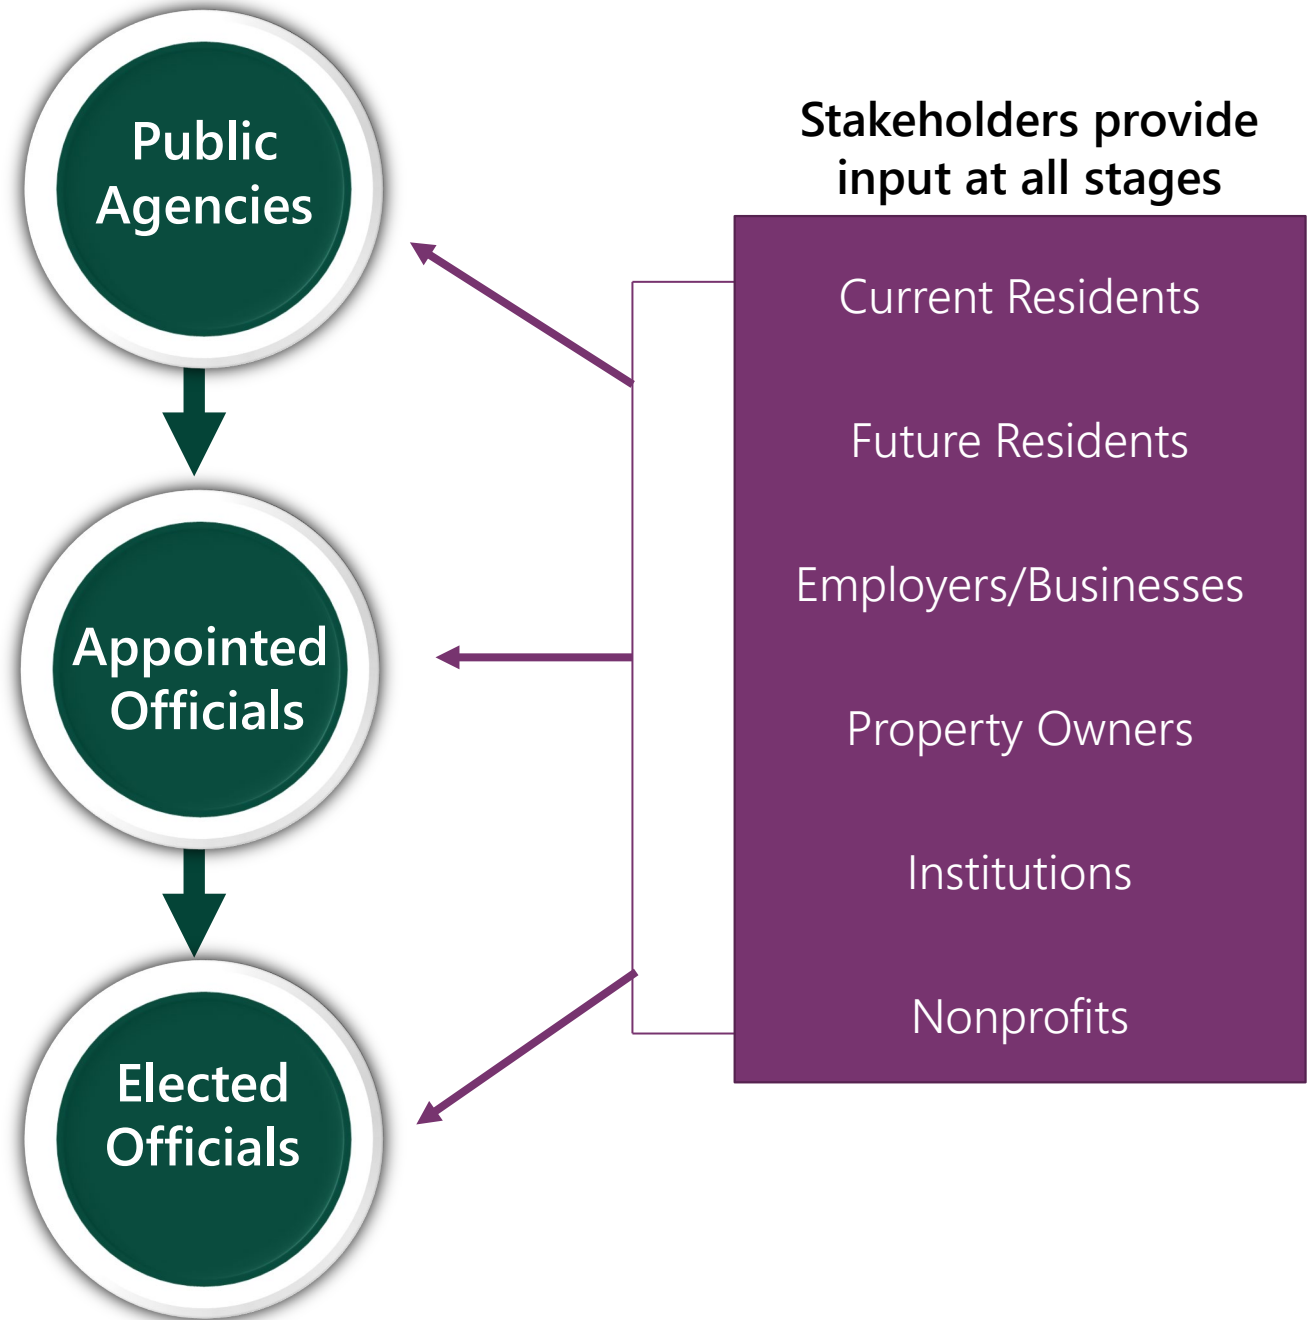 Public
Agencies
Appointed
Officials
Elected
Officials
Stakeholders provide
input at all stages
Current Residents
Future Residents
Employers/Businesses
Property Owners
Institutions
Nonprofits